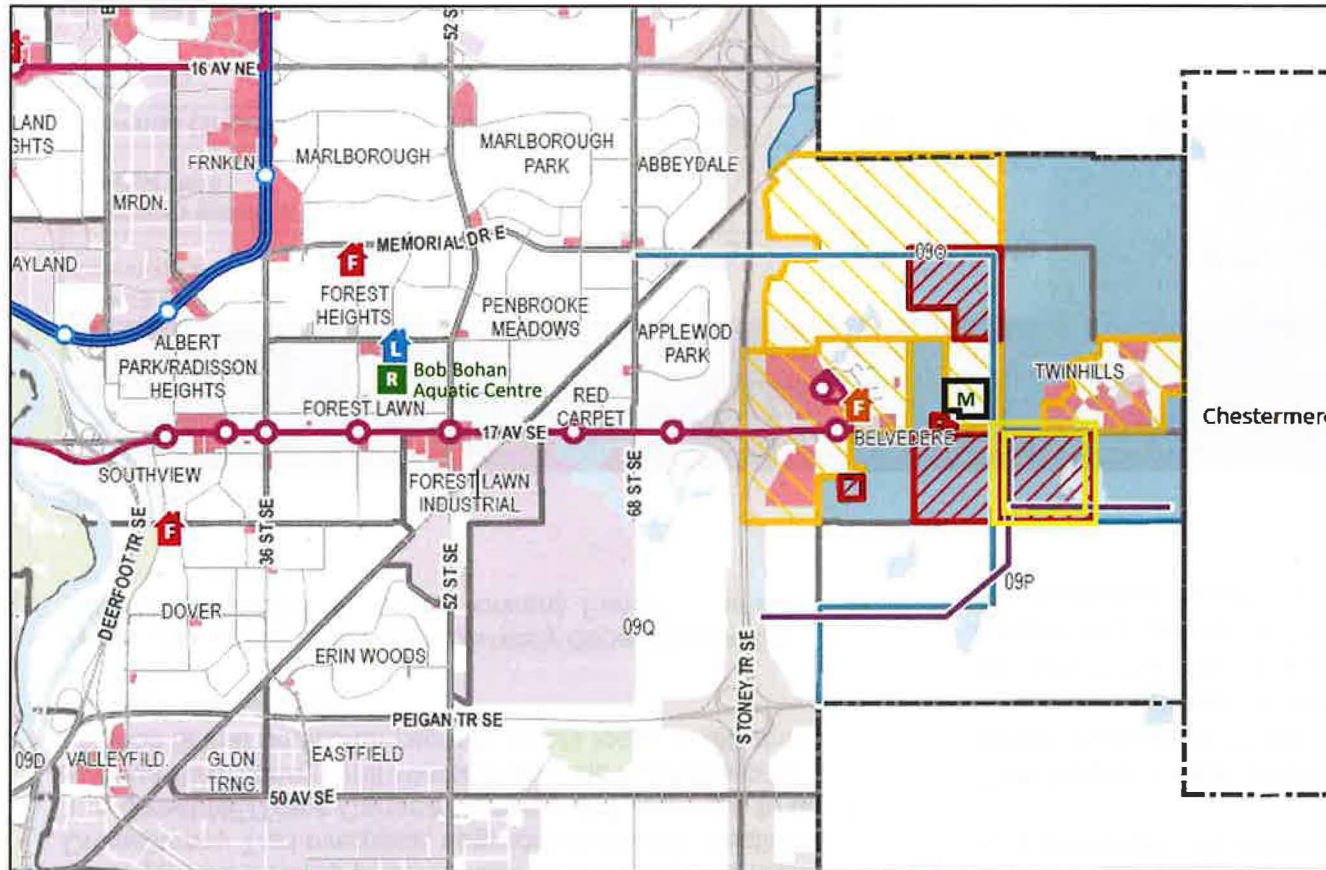 52 ST
16 AV NE
LAND
GHTS
FRNKLN
MARLBOROUGH
MARLBOROUGH
PARK
ABBEYDALE
MRDN.
MEMORIAL DR E
AYLAND
F
FOREST
HEIGHTS
PENBROOKE
MEADOWS
09O
ALBERT
PARK/RADISSON
HEIGHTS
L
R
Bob Bohan
Aquatic Centre
APPLEWOD
PARK
TWINHILLS
FOREST LAWN
RED
CARPET
F
M
Chestermere
17 AV SE
BELVEDERE
SOUTHVIEW
FOREST LAWN
INDUSTRIAL
68 ST SE
F
36 ST SE
DEERFOOT TR SE
52 ST SE
DOVER
09P
09Q
ERIN WOODS
STONEY TR SE
PEIGAN TR SE
09D
VALLEYFILD.
GLDN
TRNG.
EASTFIELD
50 AV SE